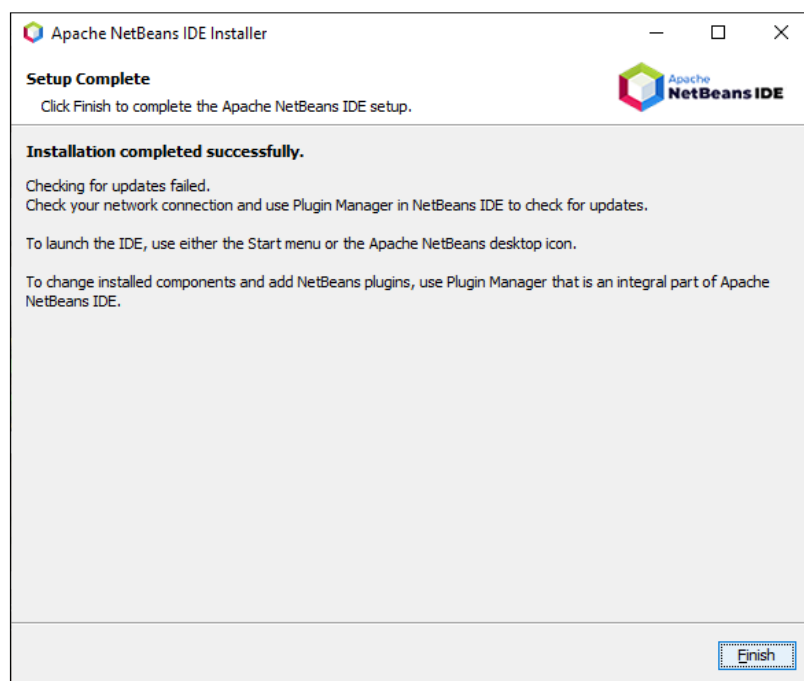 Apache NetBeans IDE Installer
Setup Complete
Click Finish to complete the Apache NetBeans IDE setup.
Apache
NetBeans IDE
Installation completed successfully.
Checking for updates failed.
Check your network connection and use Plugin Manager in NetBeans IDE to check for updates.
To launch the IDE, use either the Start menu or the Apache NetBeans desktop icon.
To change installed components and add NetBeans plugins, use Plugin Manager that is an integral part of Apache
NetBeans IDE.
Finish